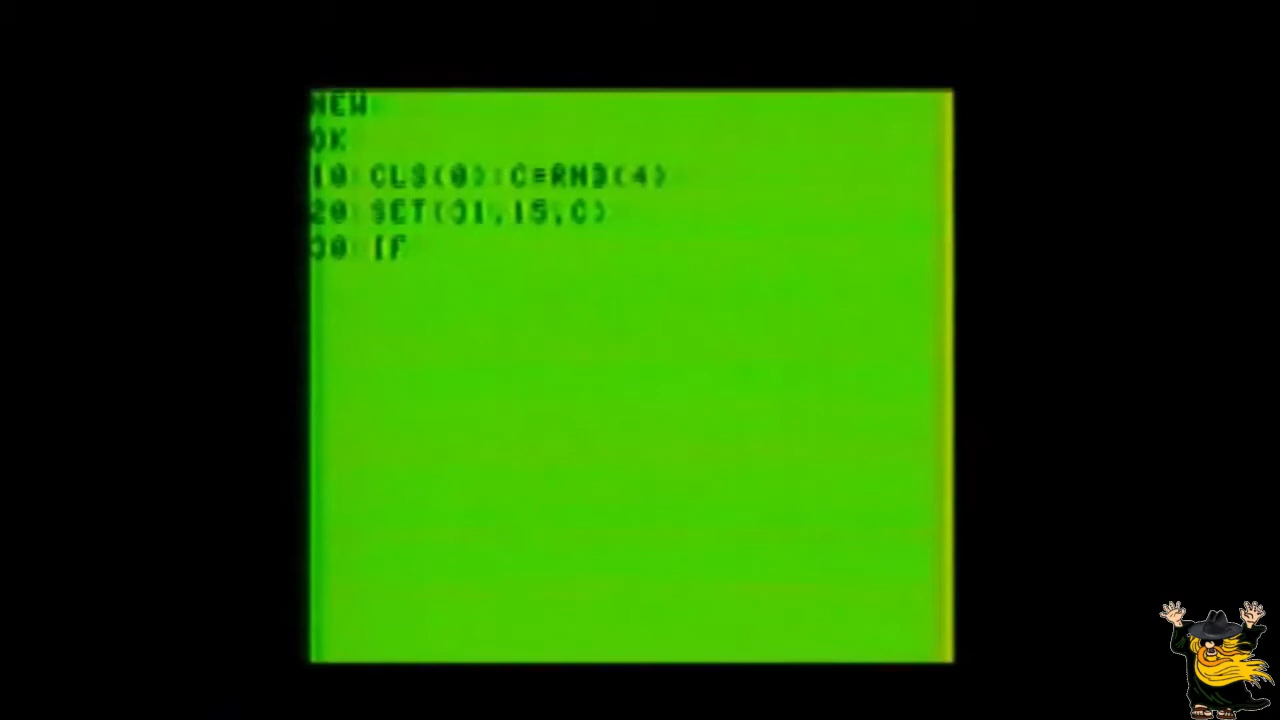 NEW
OK
10 CLS(0):C=RND(4)
20 SET(31,15,C)
30 IF